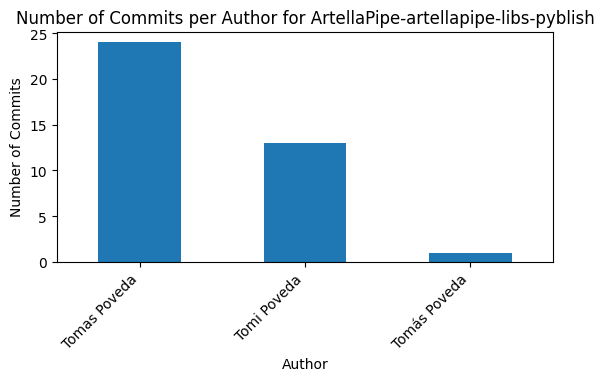 Number of Commits per Author for ArtellaPipe-artellapipe-libs-pyblish
25
20
15
10
5
0
Number of Commits
Tomas Poveda
Tomi Poveda
Tomás Poveda
Author